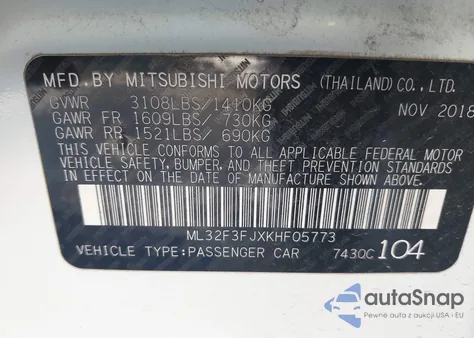 MFD.BY MITSUBISHI MOTORS (THAILAND) CO., LTD.
GVWR 3108LBS/1410KG NOV 2018
GAWR FR 1609LBS/ 730KG
GAWR RR 1521LBS/ 690KG
THIS VEHICLE CONFORMS TO ALL APPLICABLE FEDERAL MOTOR
VEHICLE SAFETY, BUMPER, AND THEFT PREVENTION STANDARDS
IN EFFECT ON THE DATE OF MANUFACTURE SHOWN ABOVE.
ML32F3FJXKHF05773
VEHICLE TYPE:PASSENGER CAR 7430C 104
autoSnap
Pewne auta z aukcji z USA i EU